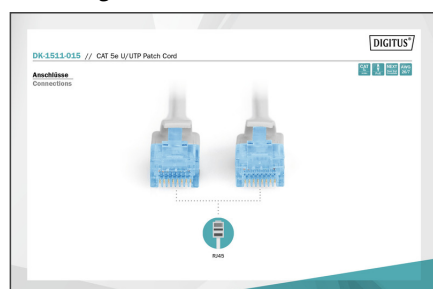 DIGITUS®
DK-1511-015 // CAT 5e U/UTP Patch Cord
Anschlüsse
Connections
RJ45